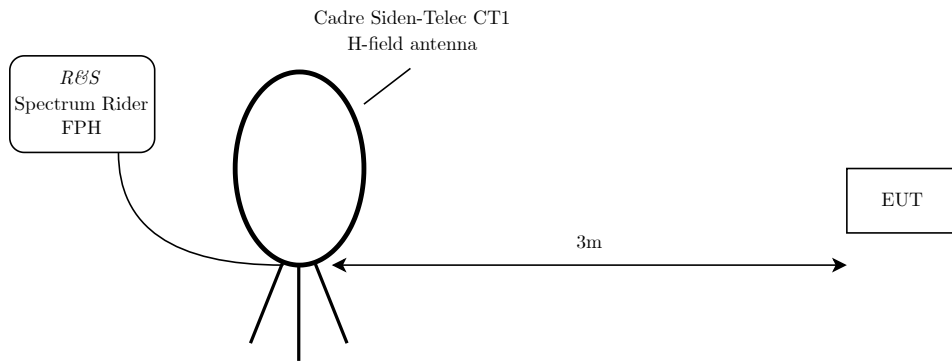 Cadre Siden-Telec CT1
H-field antenna
R&S
Spectrum Rider
FPH
EUT
3m